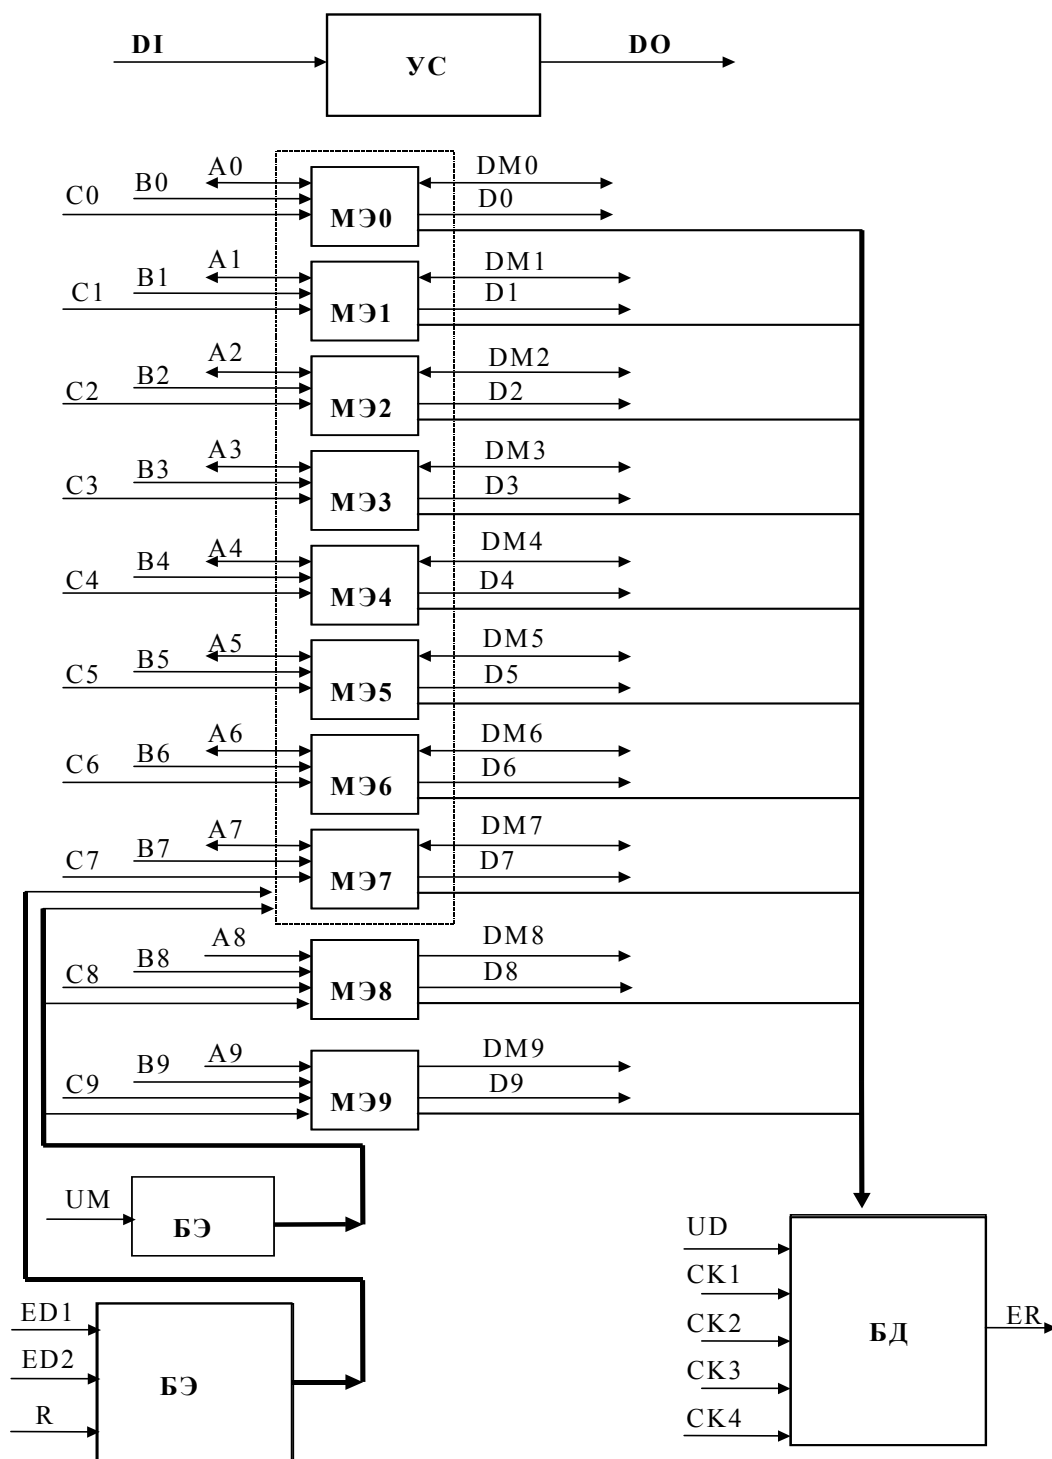 DI УС DO
A0 DM0
C0 B0 МЭ0 D0
A1 DM1
C1 B1 МЭ1 D1
A2 DM2
C2 B2 МЭ2 D2
A3 DM3
C3 B3 МЭ3 D3
A4 DM4
C4 B4 МЭ4 D4
A5 DM5
C5 B5 МЭ5 D5
A6 DM6
C6 B6 МЭ6 D6
A7 DM7
C7 B7 МЭ7 D7
A8 DM8
C8 B8 МЭ8 D8
A9 DM9
C9 B9 МЭ9 D9
UM БЭ
UD
CK1
CK2
CK3
CK4
БД ER
ED1
ED2
R
БЭ